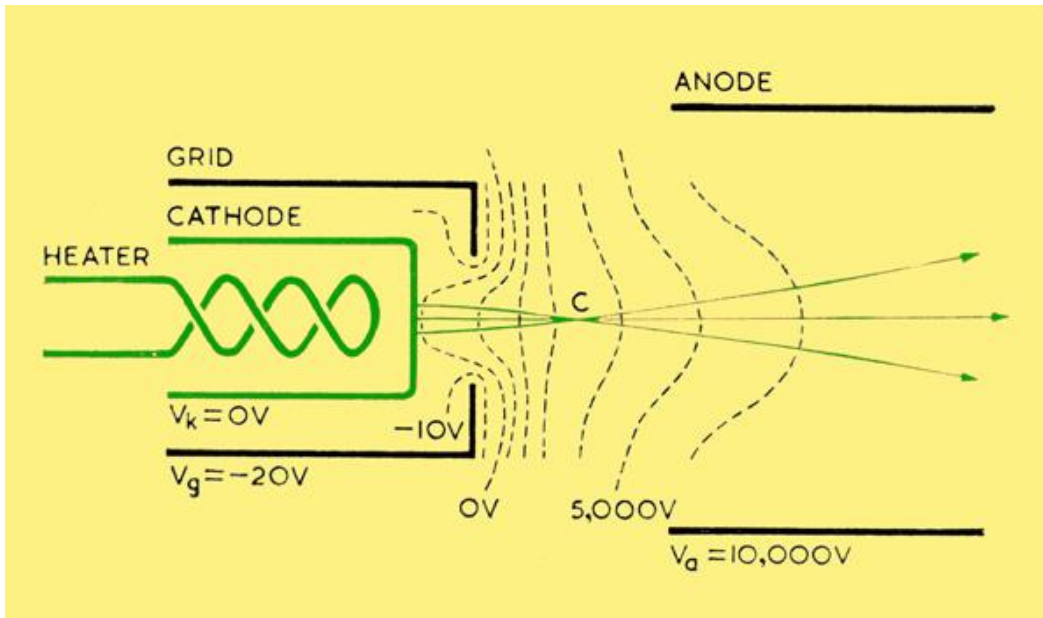 ANODE
GRID
CATHODE
HEATER
C
Vk=0V
-10V
Vg=-20V
0V
5,000V
Va=10,000V